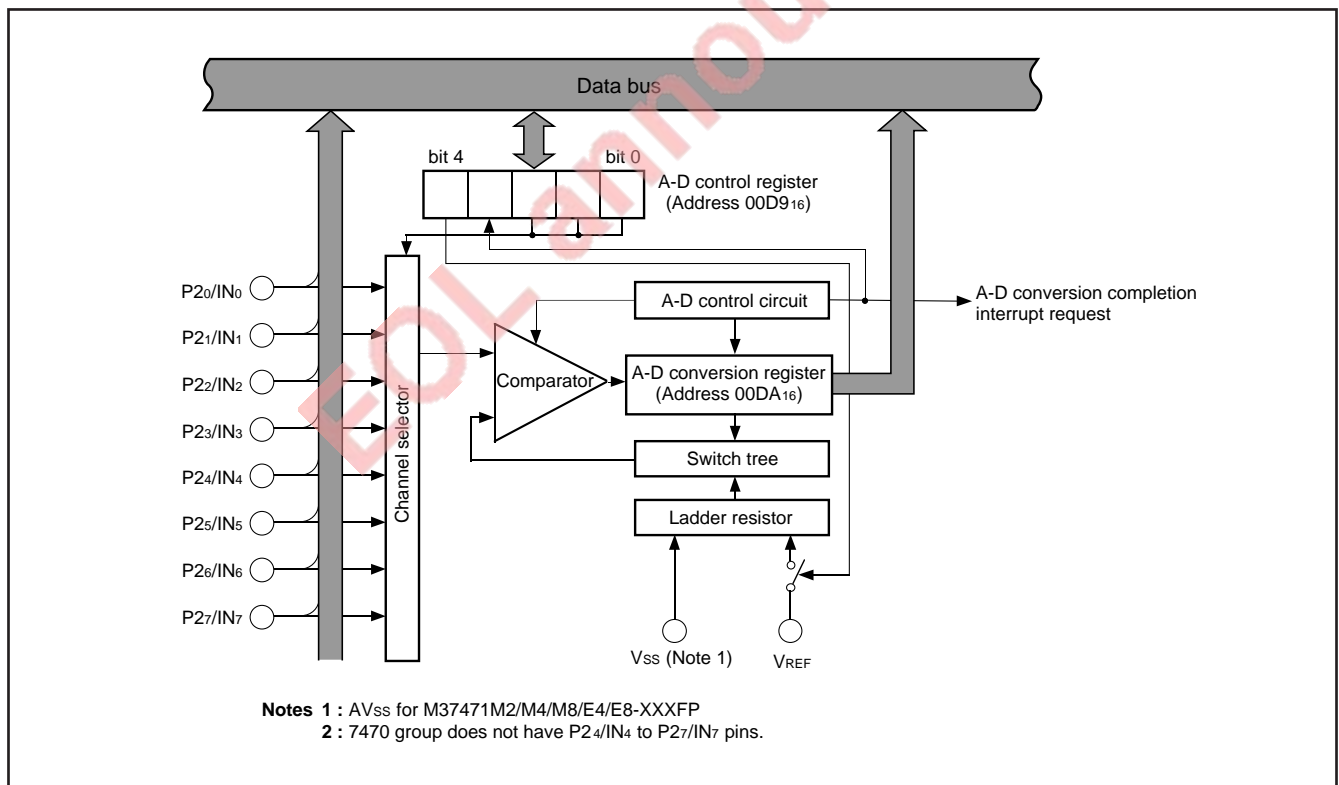 EOL annou
Data bus
bit 4
bit 0
A-D control register
(Address 00D9₁₆)
P2₀/IN₀
P2₁/IN₁
P2₂/IN₂
P2₃/IN₃
P2₄/IN₄
P2₅/IN₅
P2₆/IN₆
P2₇/IN₇
Channel selector
A-D control circuit
A-D conversion completion
interrupt request
Comparator
A-D conversion register
(Address 00DA₁₆)
Switch tree
Ladder resistor
VSS (Note 1)
VREF
Notes 1 : AVSS for M37471M2/M4/M8/E4/E8-XXXFP
2 : 7470 group does not have P2₄/IN₄ to P2₇/IN₇ pins.